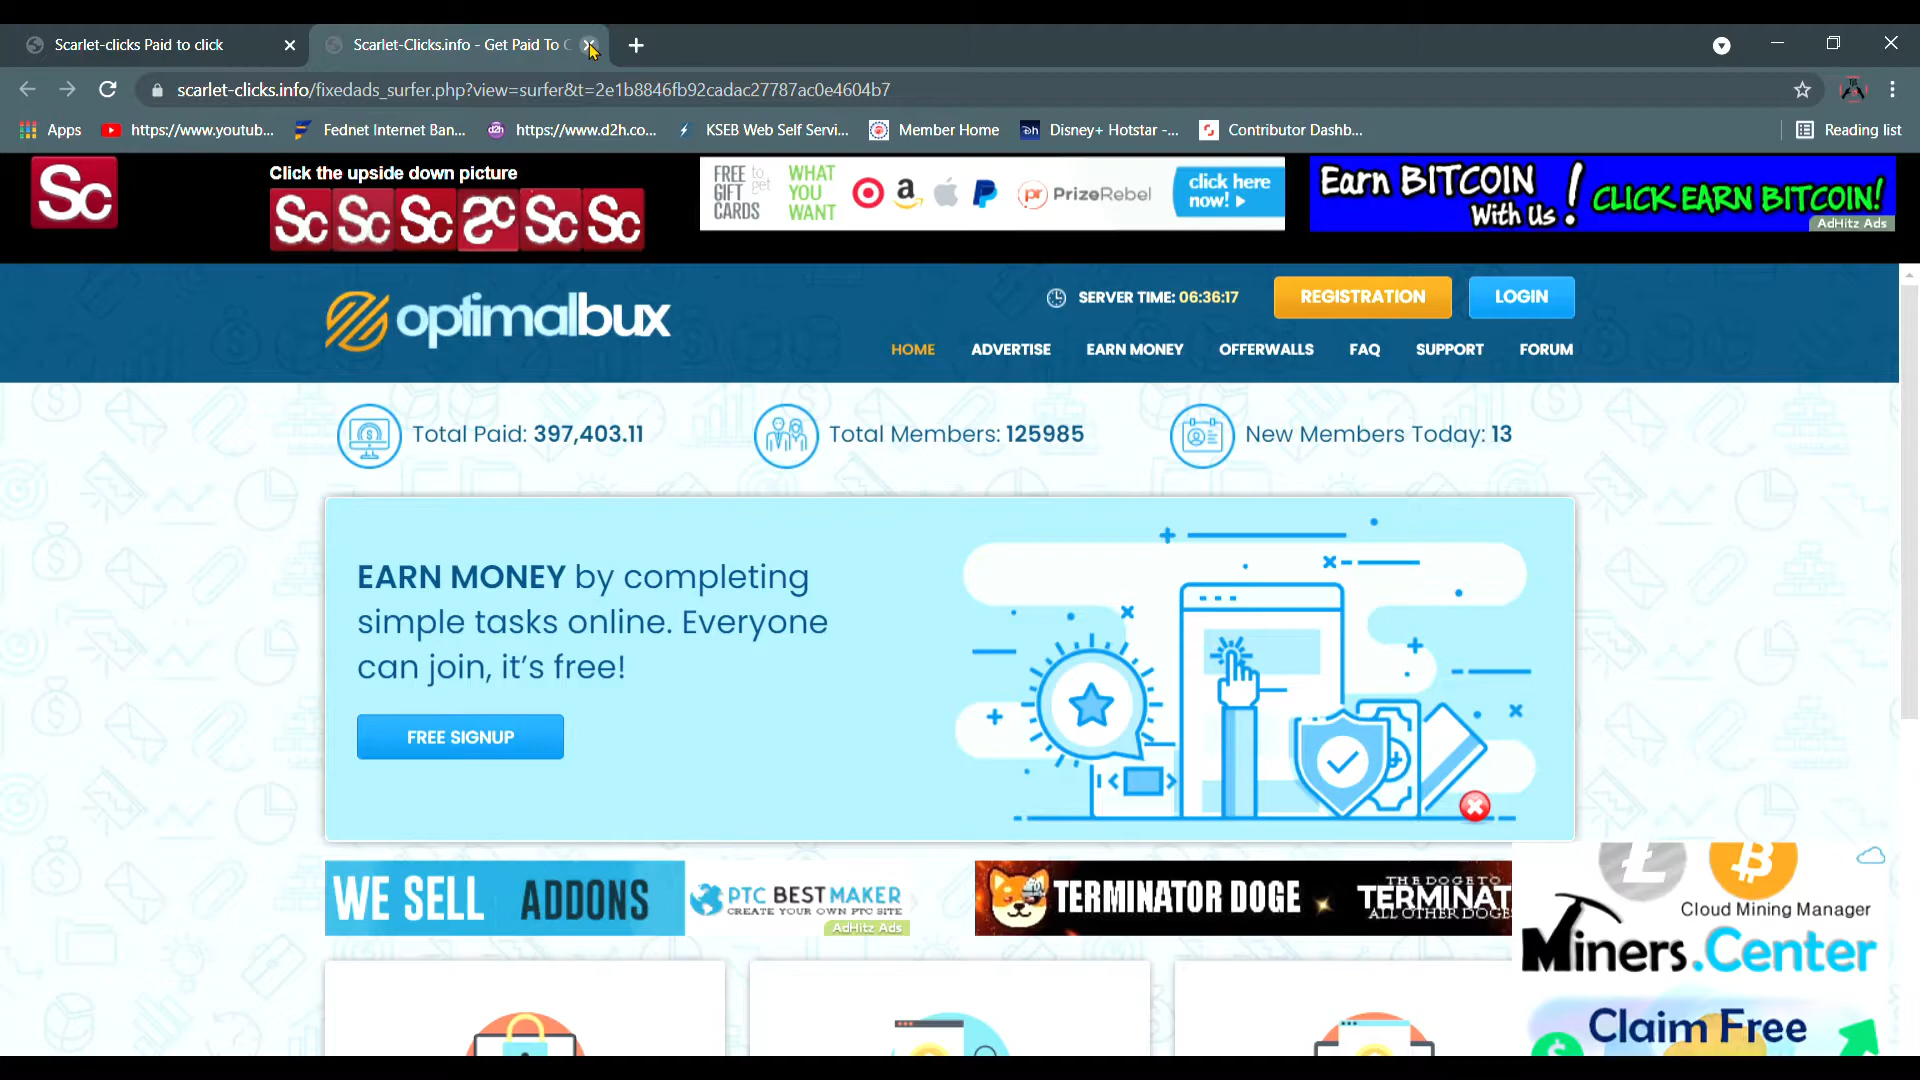 Scarlet-clicks Paid to click
Scarlet-Clicks.info - Get Paid To C
scarlet-clicks.info/fixedads_surfer.php?view=surfer&t=2e1b8846fb92cadac27787ac0e4604b7
Apps
https://www.youtub...
Fednet Internet Ban...
https://www.d2h.co...
KSEB Web Self Servi...
Member Home
Disney+ Hotstar -...
Contributor Dashb...
Reading list
Sc
Click the upside down picture
Sc Sc Sc Sc Sc Sc
FREE to get GIFT CARDS
WHAT YOU WANT
PrizeRebel
click here now!
Earn BITCOIN With Us!
CLICK EARN BITCOIN!
AdHitz Ads
optimalbux
SERVER TIME: 06:36:17
REGISTRATION
LOGIN
HOME
ADVERTISE
EARN MONEY
OFFERWALLS
FAQ
SUPPORT
FORUM
Total Paid: 397,403.11
Total Members: 125985
New Members Today: 13
EARN MONEY by completing
simple tasks online. Everyone
can join, it's free!
FREE SIGNUP
WE SELL ADDONS
PTC BESTMAKER
CREATE YOUR OWN PTC SITE
AdHitz Ads
TERMINATOR DOGE
THE DOGE TO
TERMINAT
ALL OTHER DOGES
Cloud Mining Manager
Miners.Center
Claim Free